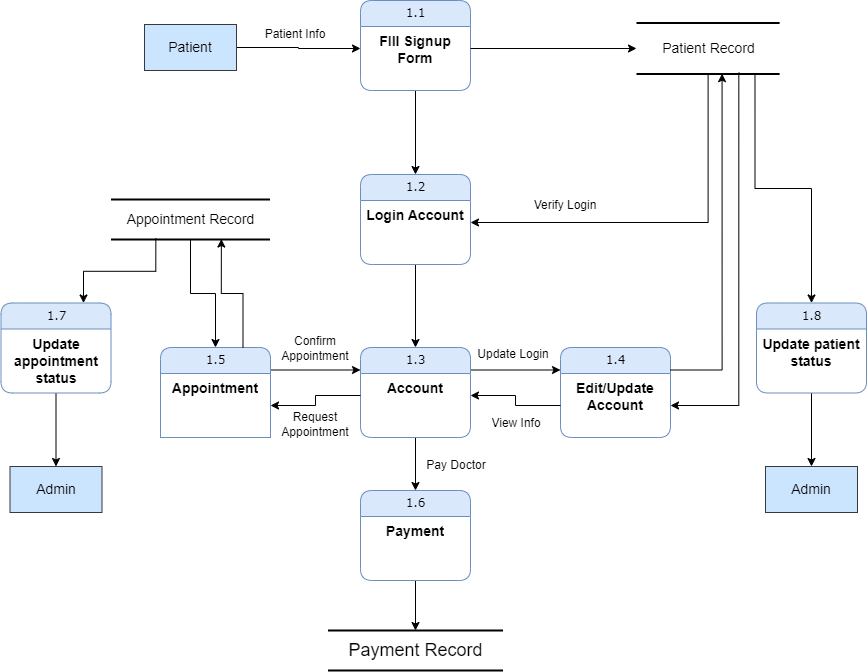 1.1
FIll Signup
Form
Patient
Patient Info
Patient Record
1.2
Login Account
Verify Login
Appointment Record
1.7
Update
appointment
status
1.8
Update patient
status
1.5
Appointment
Confirm
Appointment
Request
Appointment
1.3
Account
Update Login
View Info
1.4
Edit/Update
Account
Pay Doctor
Admin
Admin
1.6
Payment
Payment Record